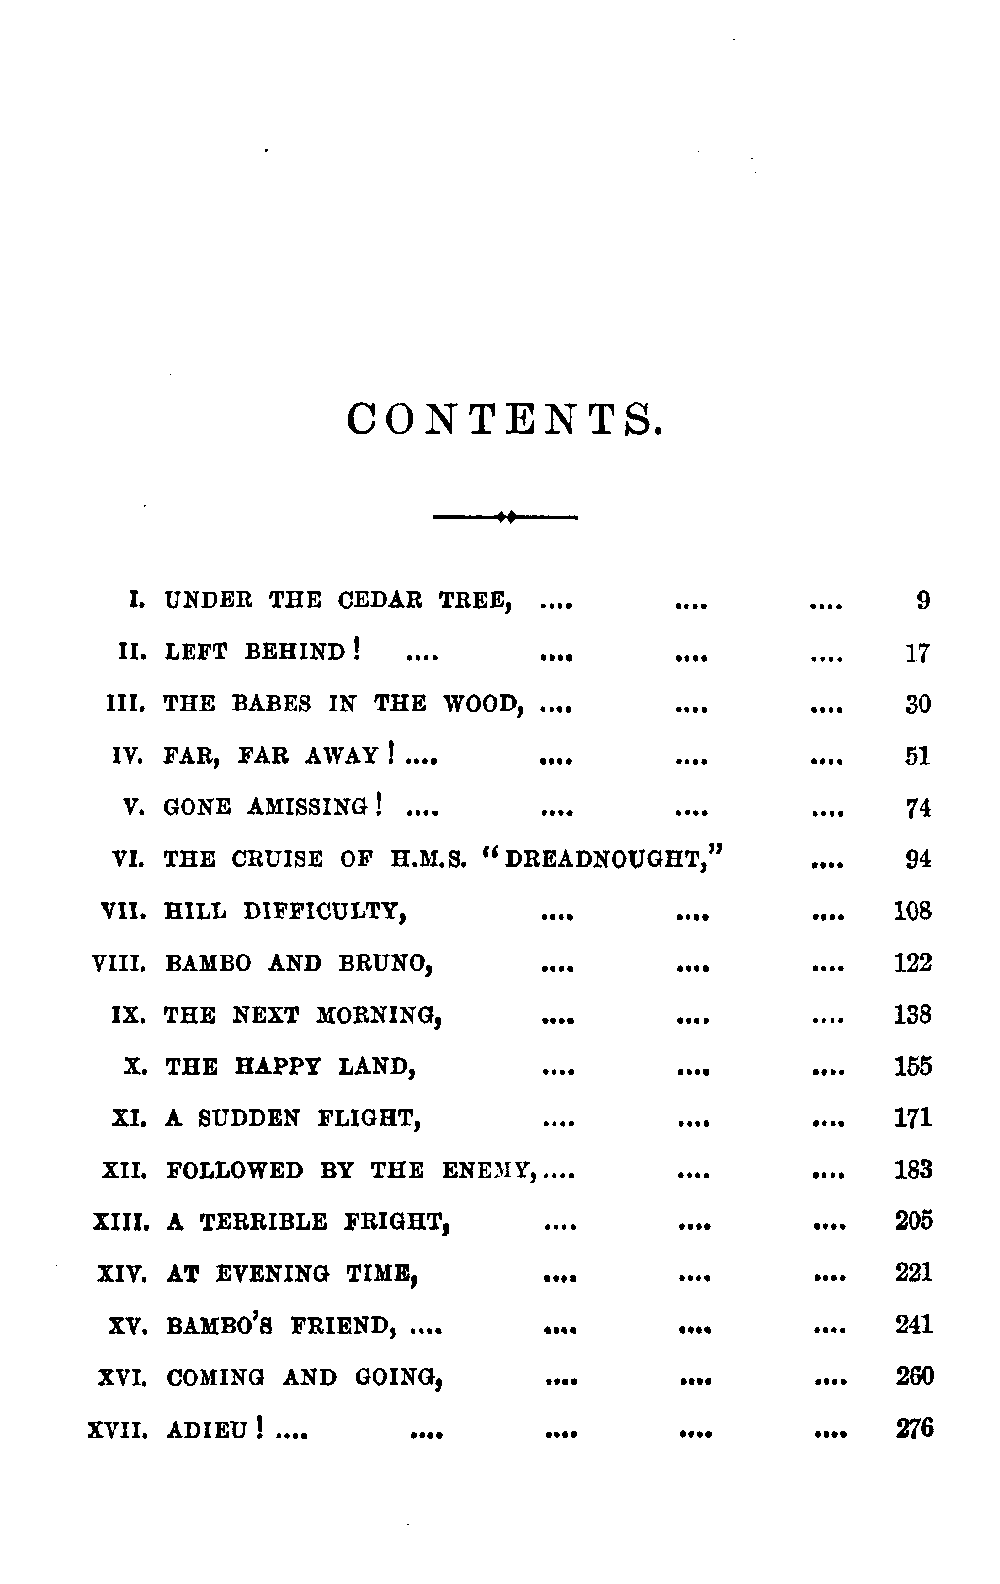 CONTENTS.
I. UNDER THE CEDAR TREE, .... .... .... 9
II. LEFT BEHIND! .... .... .... .... 17
III. THE BABES IN THE WOOD, .... .... .... 30
IV. FAR, FAR AWAY! .... .... .... .... 51
V. GONE AMISSING! .... .... .... .... 74
VI. THE CRUISE OF H.M.S. "DREADNOUGHT," .... 94
VII. HILL DIFFICULTY, .... .... .... 108
VIII. BAMBO AND BRUNO, .... .... .... 122
IX. THE NEXT MORNING, .... .... .... 138
X. THE HAPPY LAND, .... .... .... 155
XI. A SUDDEN FLIGHT, .... .... .... 171
XII. FOLLOWED BY THE ENEMY, .... .... .... 183
XIII. A TERRIBLE FRIGHT, .... .... .... 205
XIV. AT EVENING TIME, .... .... .... 221
XV. BAMBO'S FRIEND, .... .... .... .... 241
XVI. COMING AND GOING, .... .... .... 260
XVII. ADIEU! .... .... .... .... .... 276